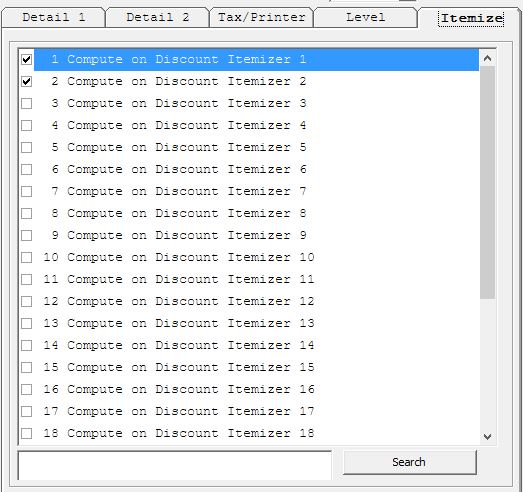 Detail 1 Detail 2 Tax/Printer Level Itemize
1 Compute on Discount Itemizer 1
2 Compute on Discount Itemizer 2
3 Compute on Discount Itemizer 3
4 Compute on Discount Itemizer 4
5 Compute on Discount Itemizer 5
6 Compute on Discount Itemizer 6
7 Compute on Discount Itemizer 7
8 Compute on Discount Itemizer 8
9 Compute on Discount Itemizer 9
10 Compute on Discount Itemizer 10
11 Compute on Discount Itemizer 11
12 Compute on Discount Itemizer 12
13 Compute on Discount Itemizer 13
14 Compute on Discount Itemizer 14
15 Compute on Discount Itemizer 15
16 Compute on Discount Itemizer 16
17 Compute on Discount Itemizer 17
18 Compute on Discount Itemizer 18
Search